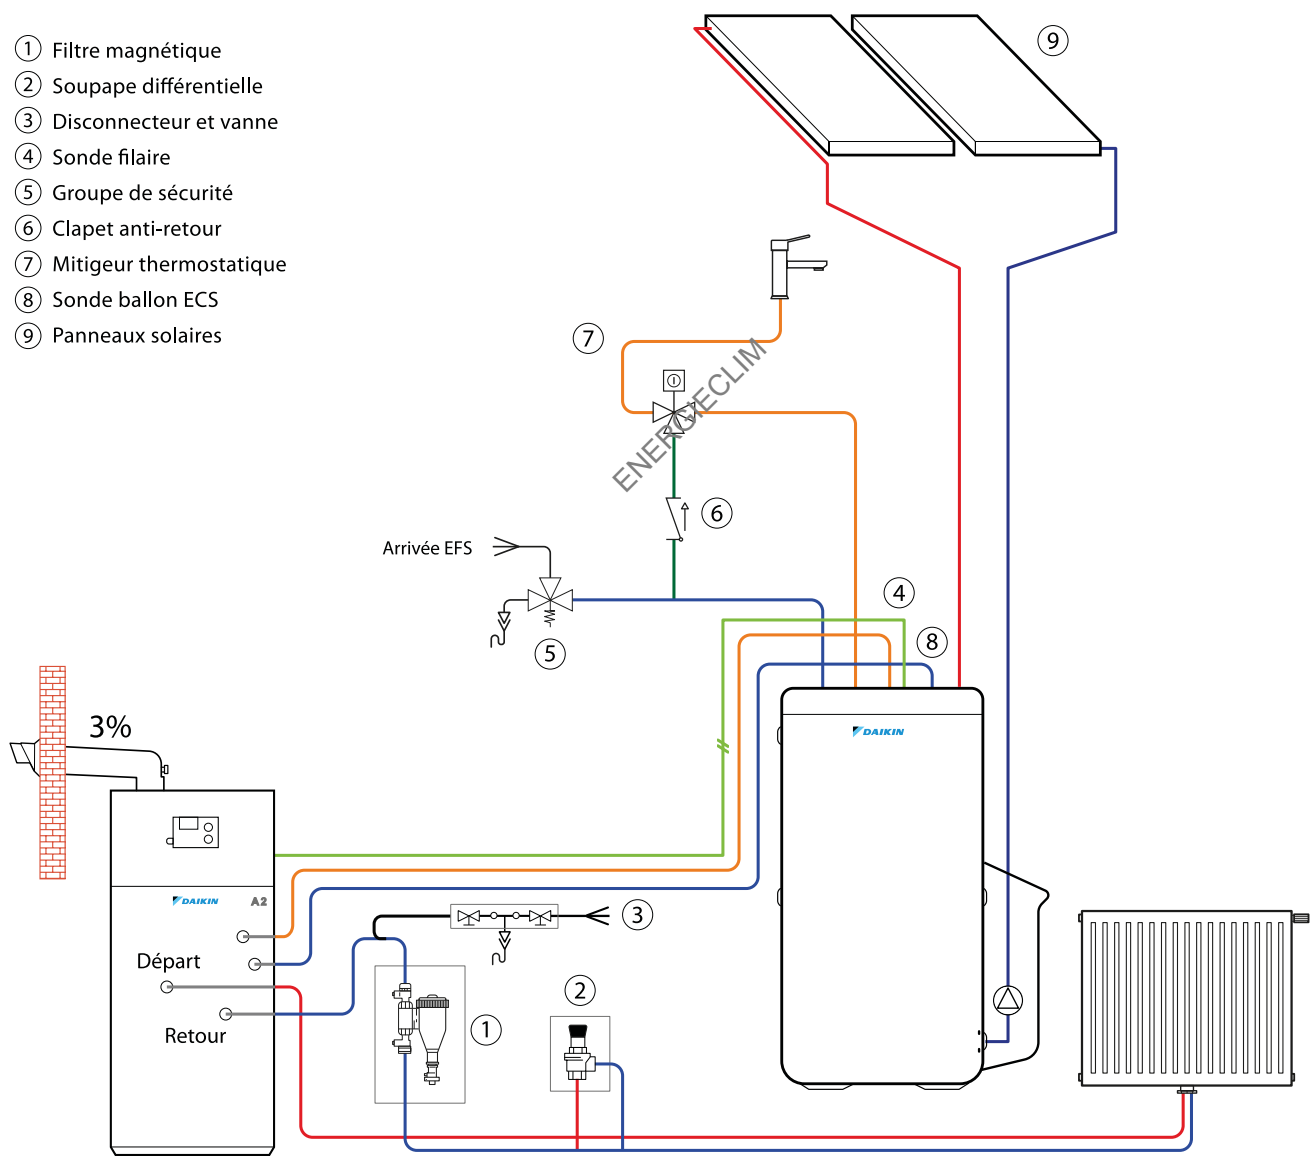 1 Filtre magnétique
2 Soupape différentielle
3 Disconnecteur et vanne
4 Sonde filaire
5 Groupe de sécurité
6 Clapet anti-retour
7 Mitigeur thermostatique
8 Sonde ballon ECS
9 Panneaux solaires
9
7
ENERGIECLIM
6
Arrivée EFS
4
5
8
3%
DAIKIN
DAIKIN A2
3
Départ
2
1
Retour